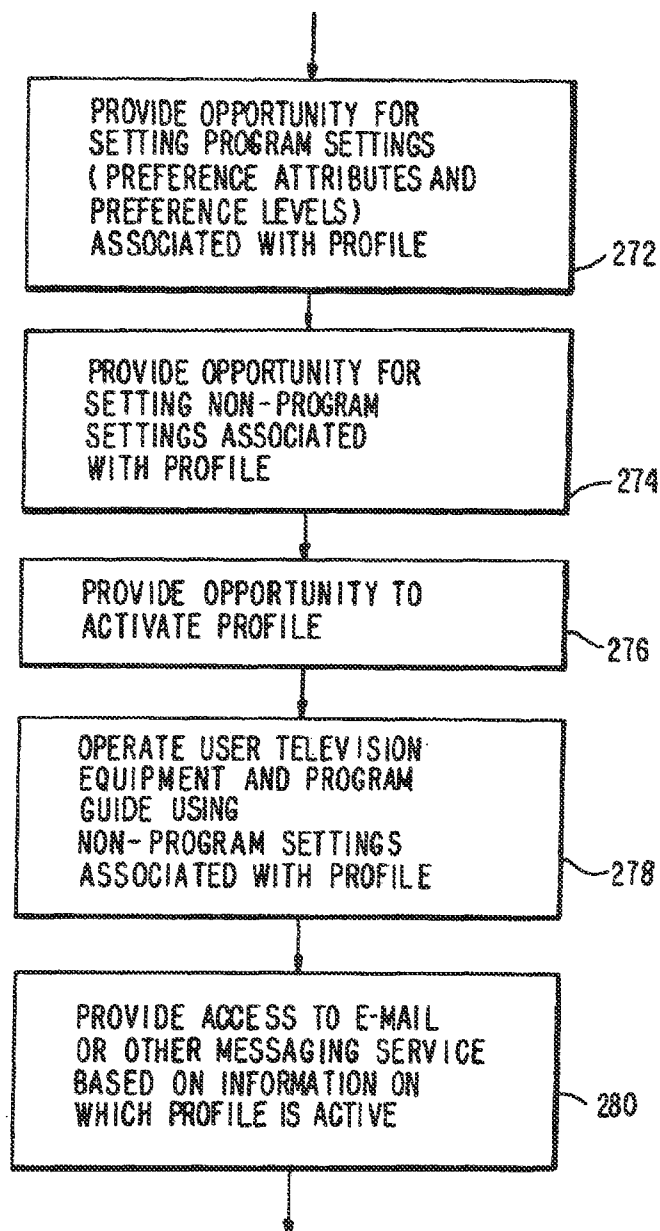 PROVIDE OPPORTUNITY FOR
SETTING PROGRAM SETTINGS
(PREFERENCE ATTRIBUTES AND
PREFERENCE LEVELS)
ASSOCIATED WITH PROFILE
272
PROVIDE OPPORTUNITY FOR
SETTING NON-PROGRAM
SETTINGS ASSOCIATED
WITH PROFILE
274
PROVIDE OPPORTUNITY TO
ACTIVATE PROFILE
276
OPERATE USER TELEVISION
EQUIPMENT AND PROGRAM
GUIDE USING
NON-PROGRAM SETTINGS
ASSOCIATED WITH PROFILE
278
PROVIDE ACCESS TO E-MAIL
OR OTHER MESSAGING SERVICE
BASED ON INFORMATION ON
WHICH PROFILE IS ACTIVE
280